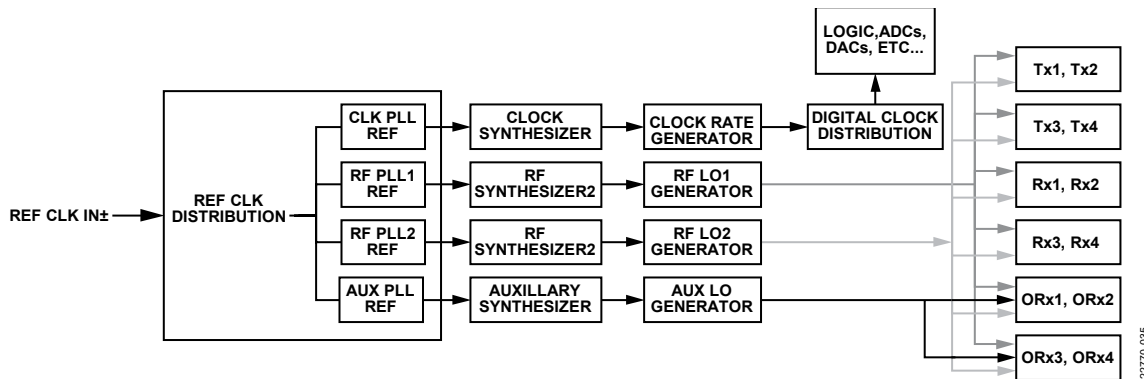 LOGIC,ADCs,
DACs, ETC...
CLK PLL
REF
CLOCK
SYNTHESIZER
CLOCK RATE
GENERATOR
DIGITAL CLOCK
DISTRIBUTION
RF PLL1
REF
RF
SYNTHESIZER2
RF LO1
GENERATOR
REF CLK IN±
REF CLK
DISTRIBUTION
RF PLL2
REF
RF
SYNTHESIZER2
RF LO2
GENERATOR
AUX PLL
REF
AUXILLARY
SYNTHESIZER
AUX LO
GENERATOR
Tx1, Tx2
Tx3, Tx4
Rx1, Rx2
Rx3, Rx4
ORx1, ORx2
ORx3, ORx4